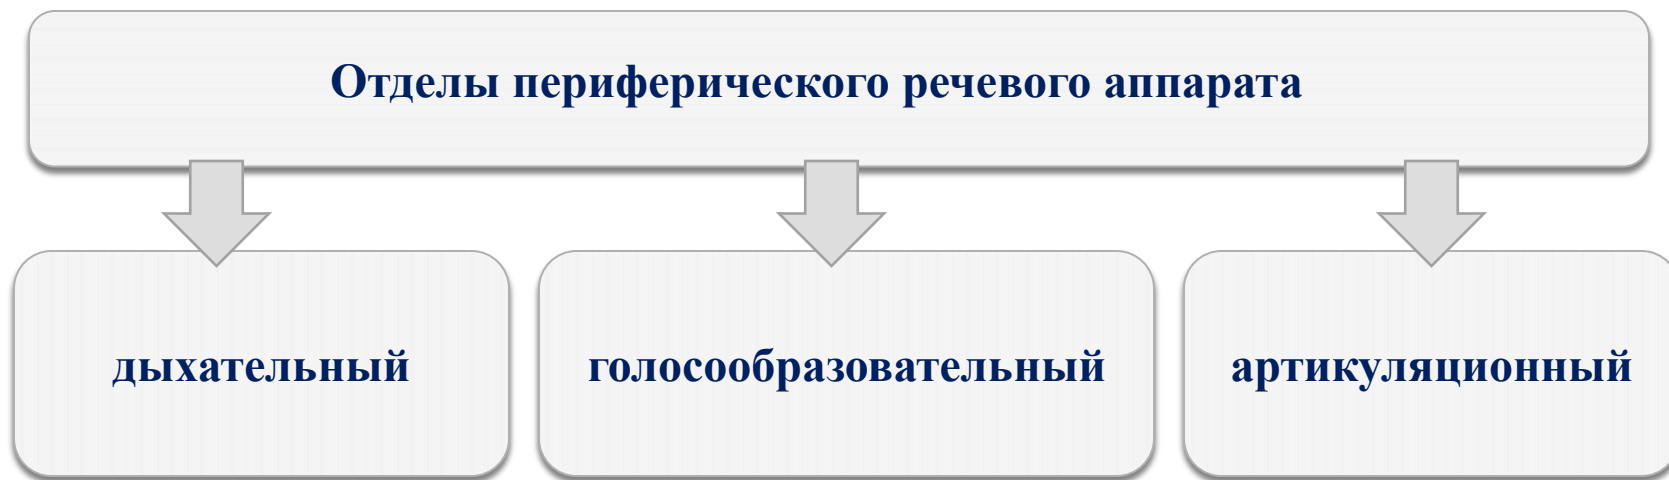 Отделы периферического речевого аппарата
дыхательный
голосообразовательный
артикуляционный